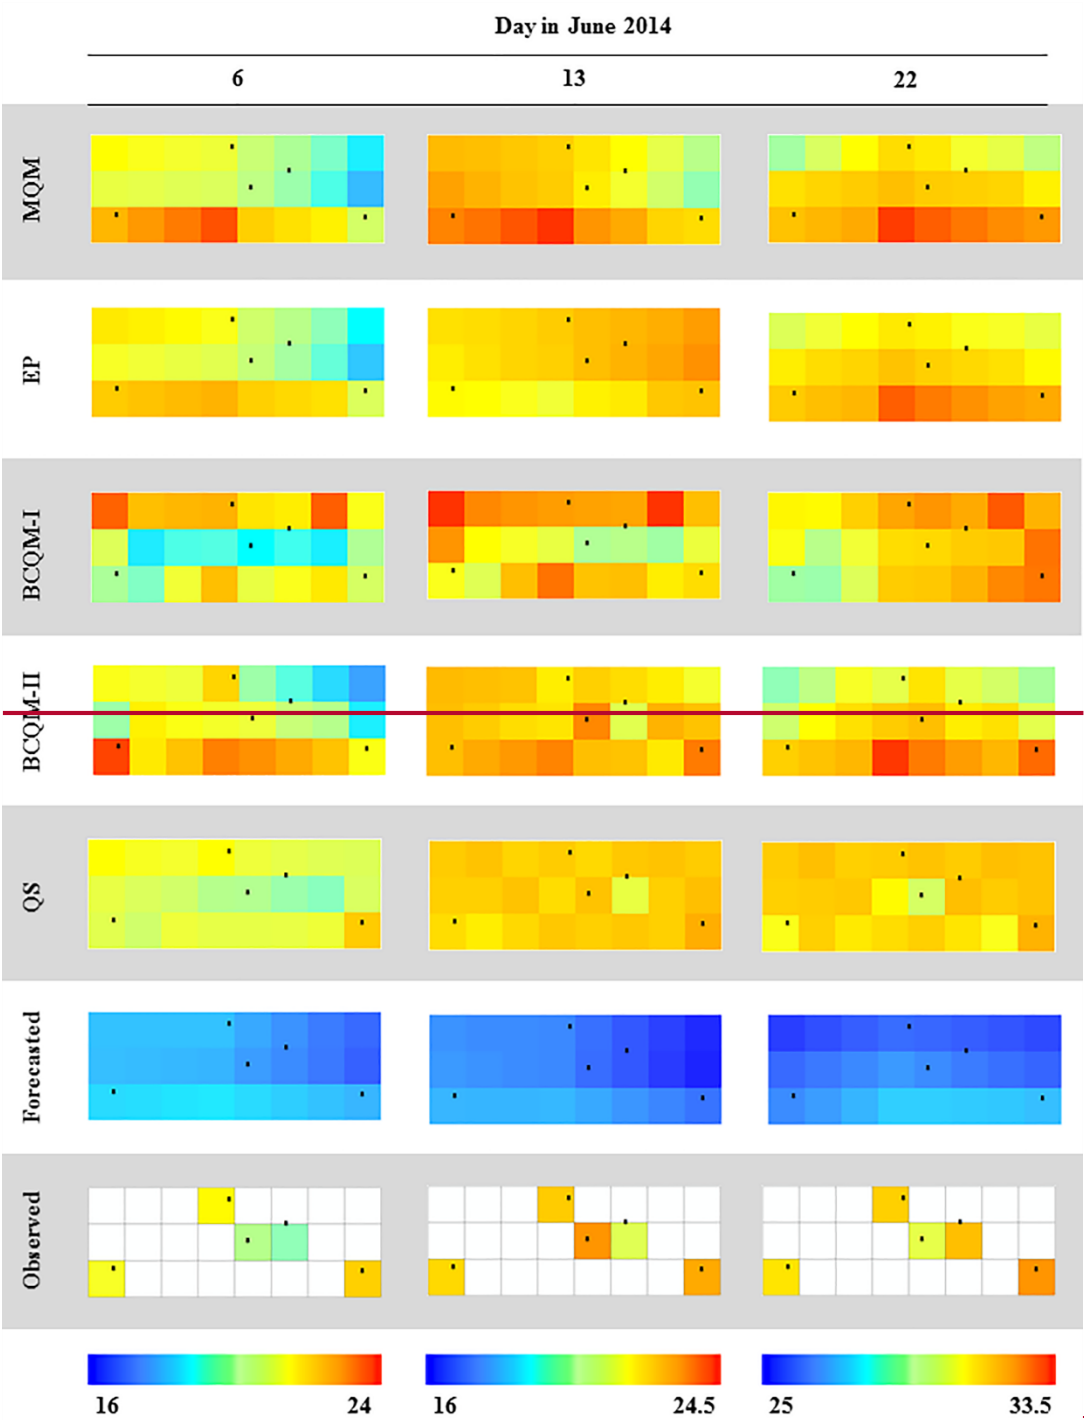 Day in June 2014
6 13 22
MQM
EP
BCQM-I
BCQM-II
QS
Forecasted
Observed
16 24 16 24.5 25 33.5